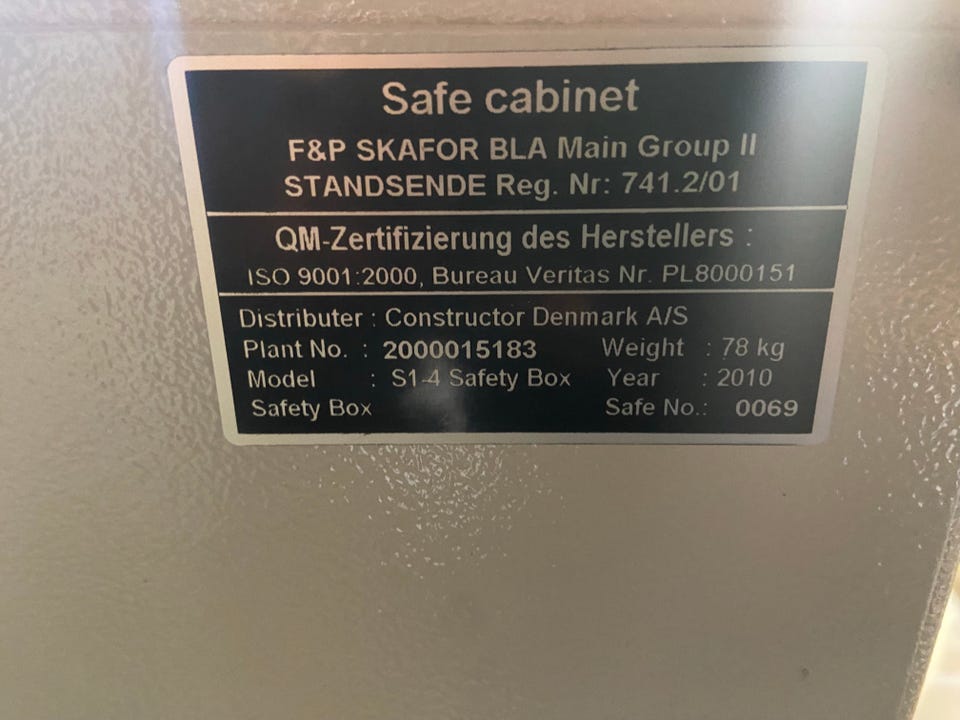 Safe cabinet
F&P SKAFOR BLA Main Group II
STANDSENDE Reg. Nr: 741.2/01
QM-Zertifizierung des Herstellers :
ISO 9001:2000, Bureau Veritas Nr. PL8000151
Distributer : Constructor Denmark A/S
Plant No. : 2000015183 Weight : 78 kg
Model : S1-4 Safety Box Year : 2010
Safety Box Safe No.: 0069